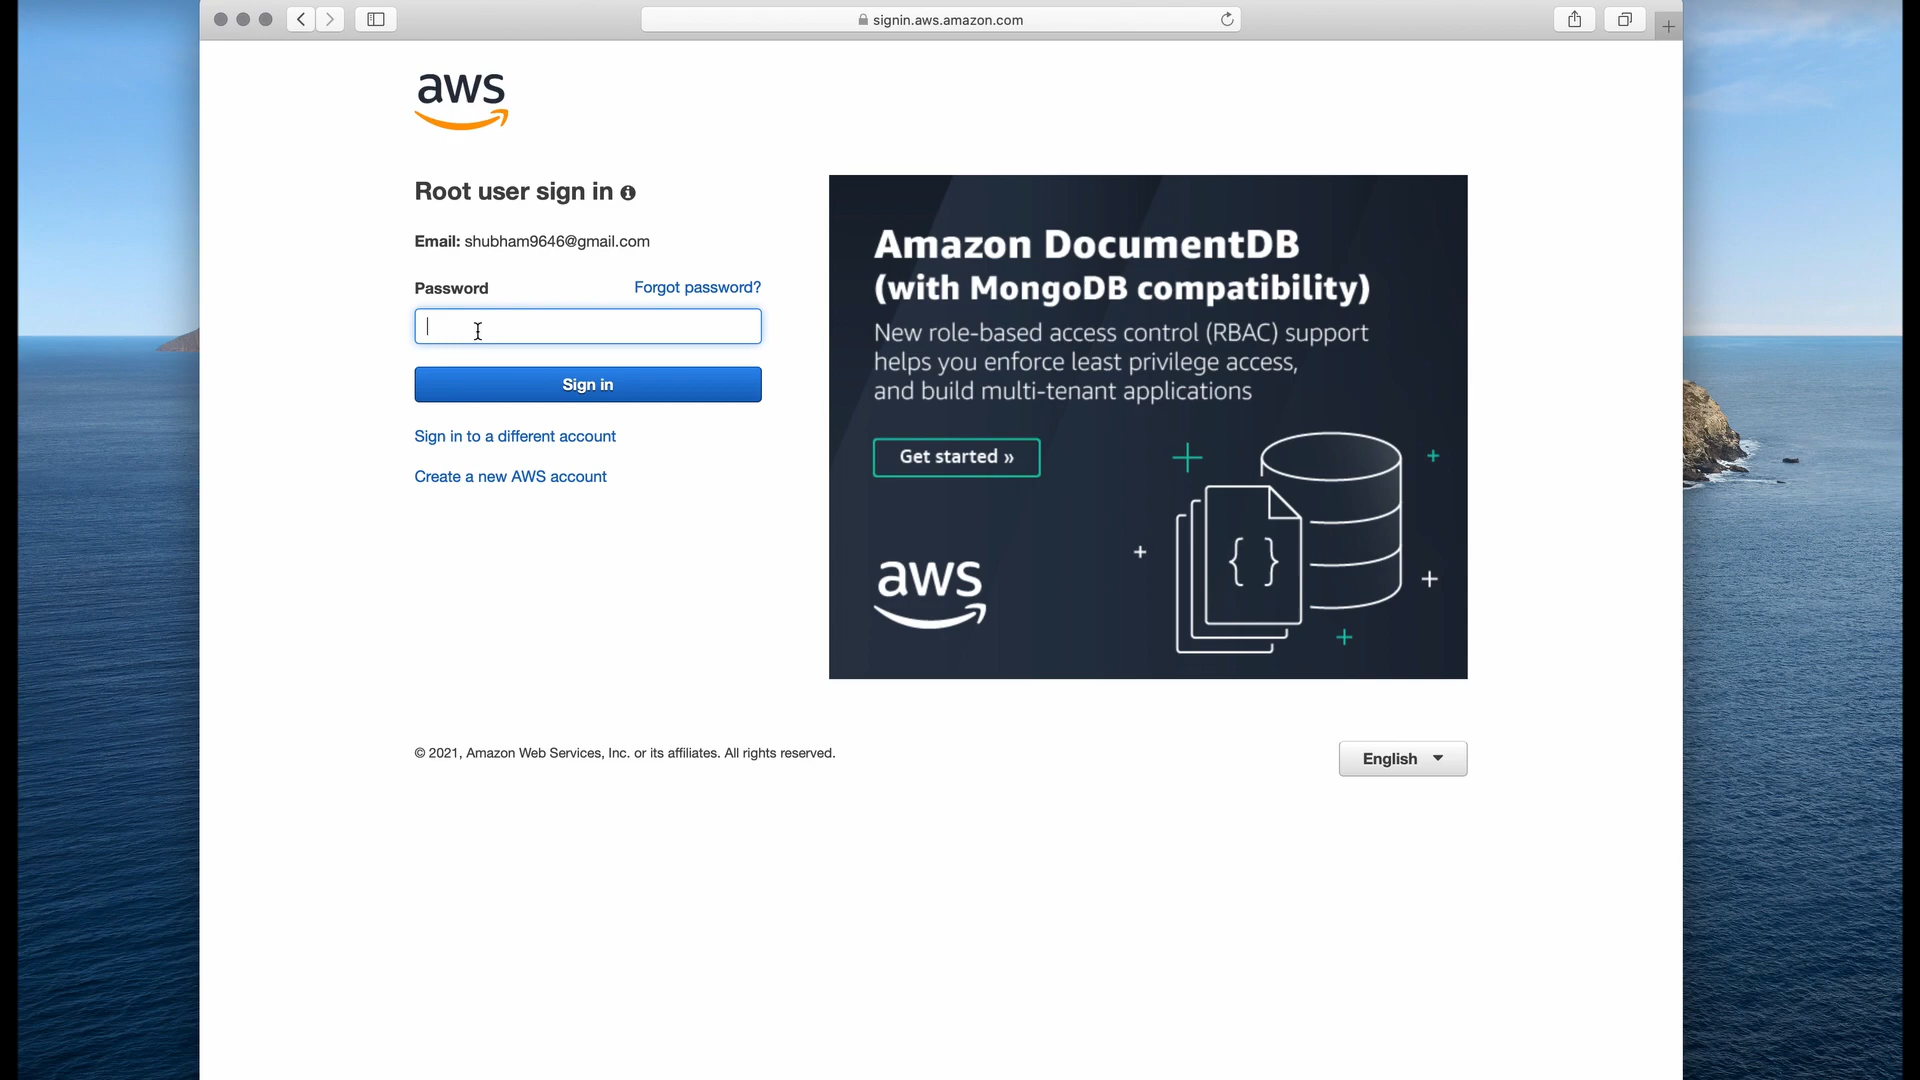 signin.aws.amazon.com
aws
Root user sign in
Email: shubham9646@gmail.com
Password
Forgot password?
Sign in
Sign in to a different account
Create a new AWS account
Amazon DocumentDB
(with MongoDB compatibility)
New role-based access control (RBAC) support
helps you enforce least privilege access,
and build multi-tenant applications
Get started »
{ }
aws
© 2021, Amazon Web Services, Inc. or its affiliates. All rights reserved.
English